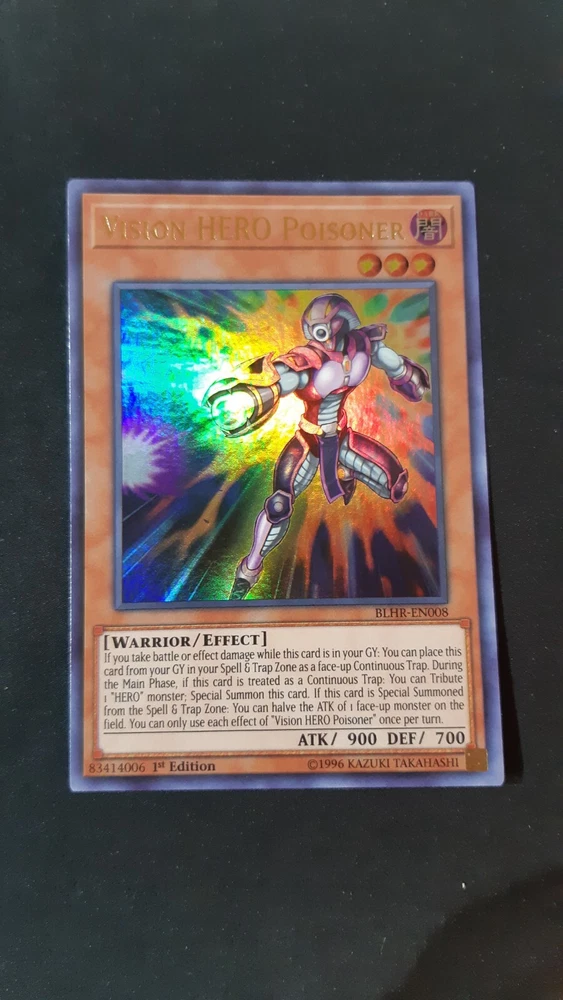 Vision HERO Poisoner
闇
BLHR-EN008
[Warrior/Effect]
If you take battle or effect damage while this card is in your GY: You can place
this card from your GY in your Spell & Trap Zone as a face-up Continuous Trap. During
the Main Phase, if this card is treated as a Continuous Trap: You can Tribute
1 "HERO" monster; Special Summon this card. If this card is Special Summoned
from the Spell & Trap Zone: You can halve the ATK of 1 face-up monster on the
field. You can only use each effect of "Vision HERO Poisoner" once per turn.
ATK/ 900 DEF/ 700
83414006 1st Edition ©1996 KAZUKI TAKAHASHI